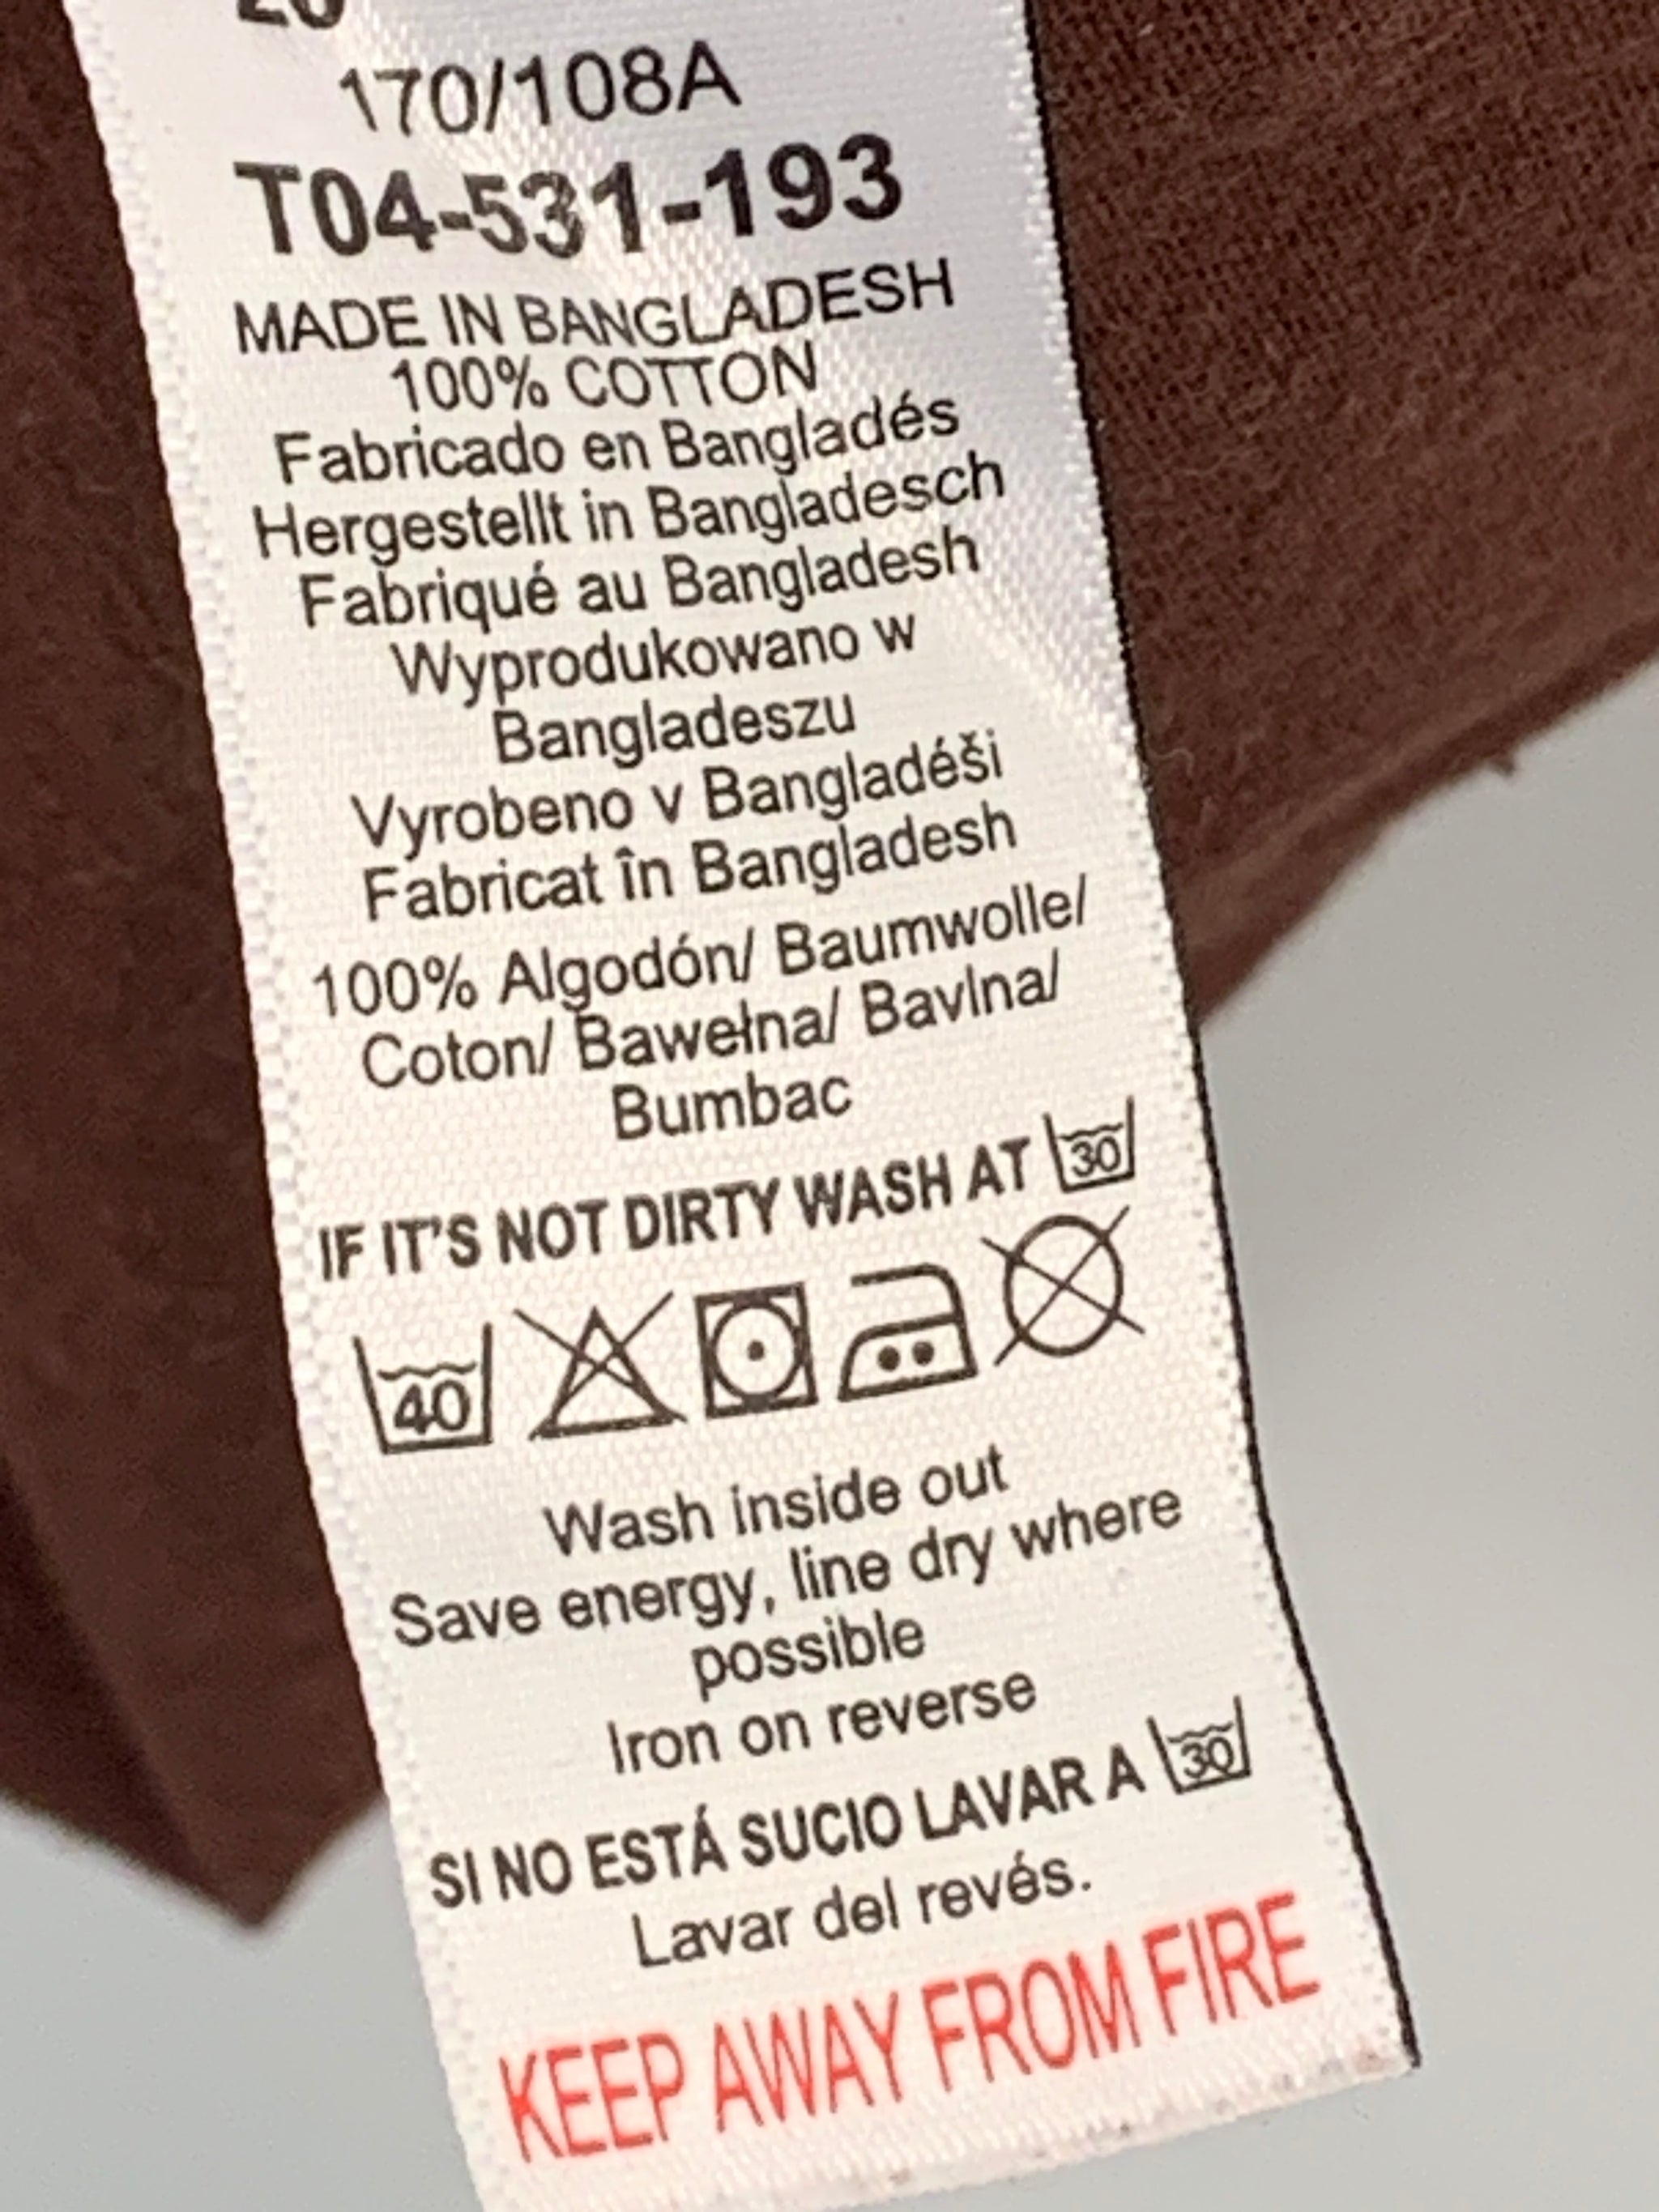 170/108A
T04-531-193
MADE IN BANGLADESH
100% COTTON
Fabricado en Bangladés
Hergestellt in Bangladesch
Fabriqué au Bangladesh
Wyprodukowano w
Bangladeszu
Vyrobeno v Bangladéši
Fabricat în Bangladesh
100% Algodón/ Baumwolle/
Coton/ Bawełna/ Bavlna/
Bumbac
IF IT'S NOT DIRTY WASH AT 30
40
Wash inside out
Save energy, line dry where
possible
Iron on reverse
SI NO ESTÁ SUCIO LAVAR A 30
Lavar del revés.
KEEP AWAY FROM FIRE